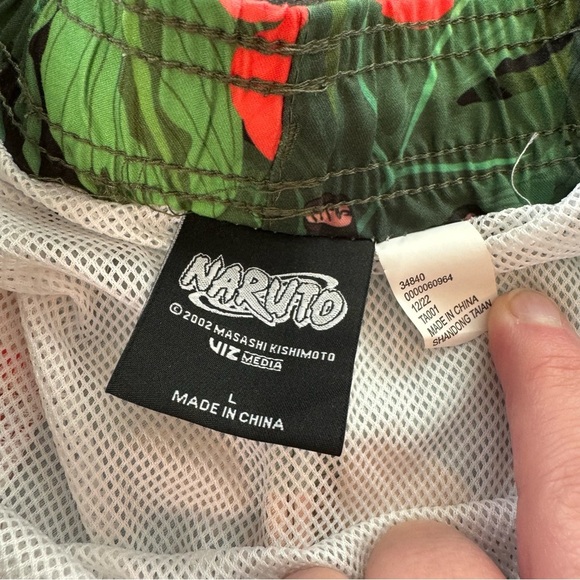 NARUTO
© 2002 MASASHI KISHIMOTO
VIZ MEDIA
L
MADE IN CHINA
34840
0000060964
12/22
TA001
MADE IN CHINA
SHANDONG TAIAN